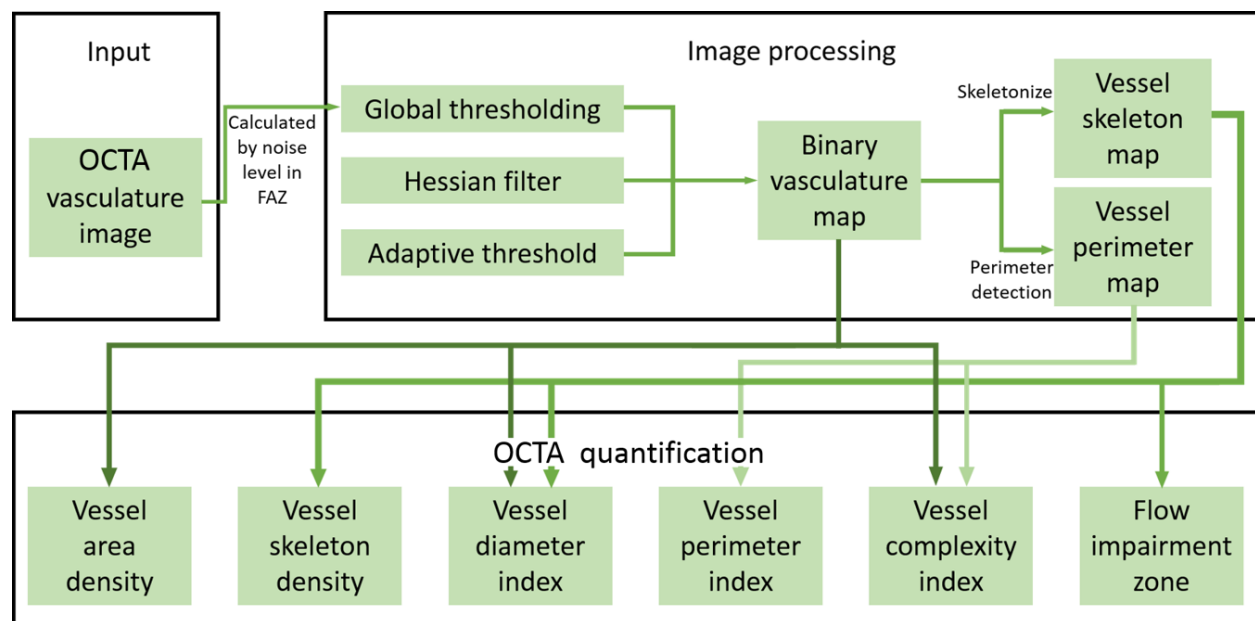 Input
OCTA
vasculature
image
Calculated
by noise
level in
FAZ
Image processing
Global thresholding
Hessian filter
Adaptive threshold
Binary
vasculature
map
Skeletonize
Vessel
skeleton
map
Perimeter
detection
Vessel
perimeter
map
OCTA quantification
Vessel
area
density
Vessel
skeleton
density
Vessel
diameter
index
Vessel
perimeter
index
Vessel
complexity
index
Flow
impairment
zone